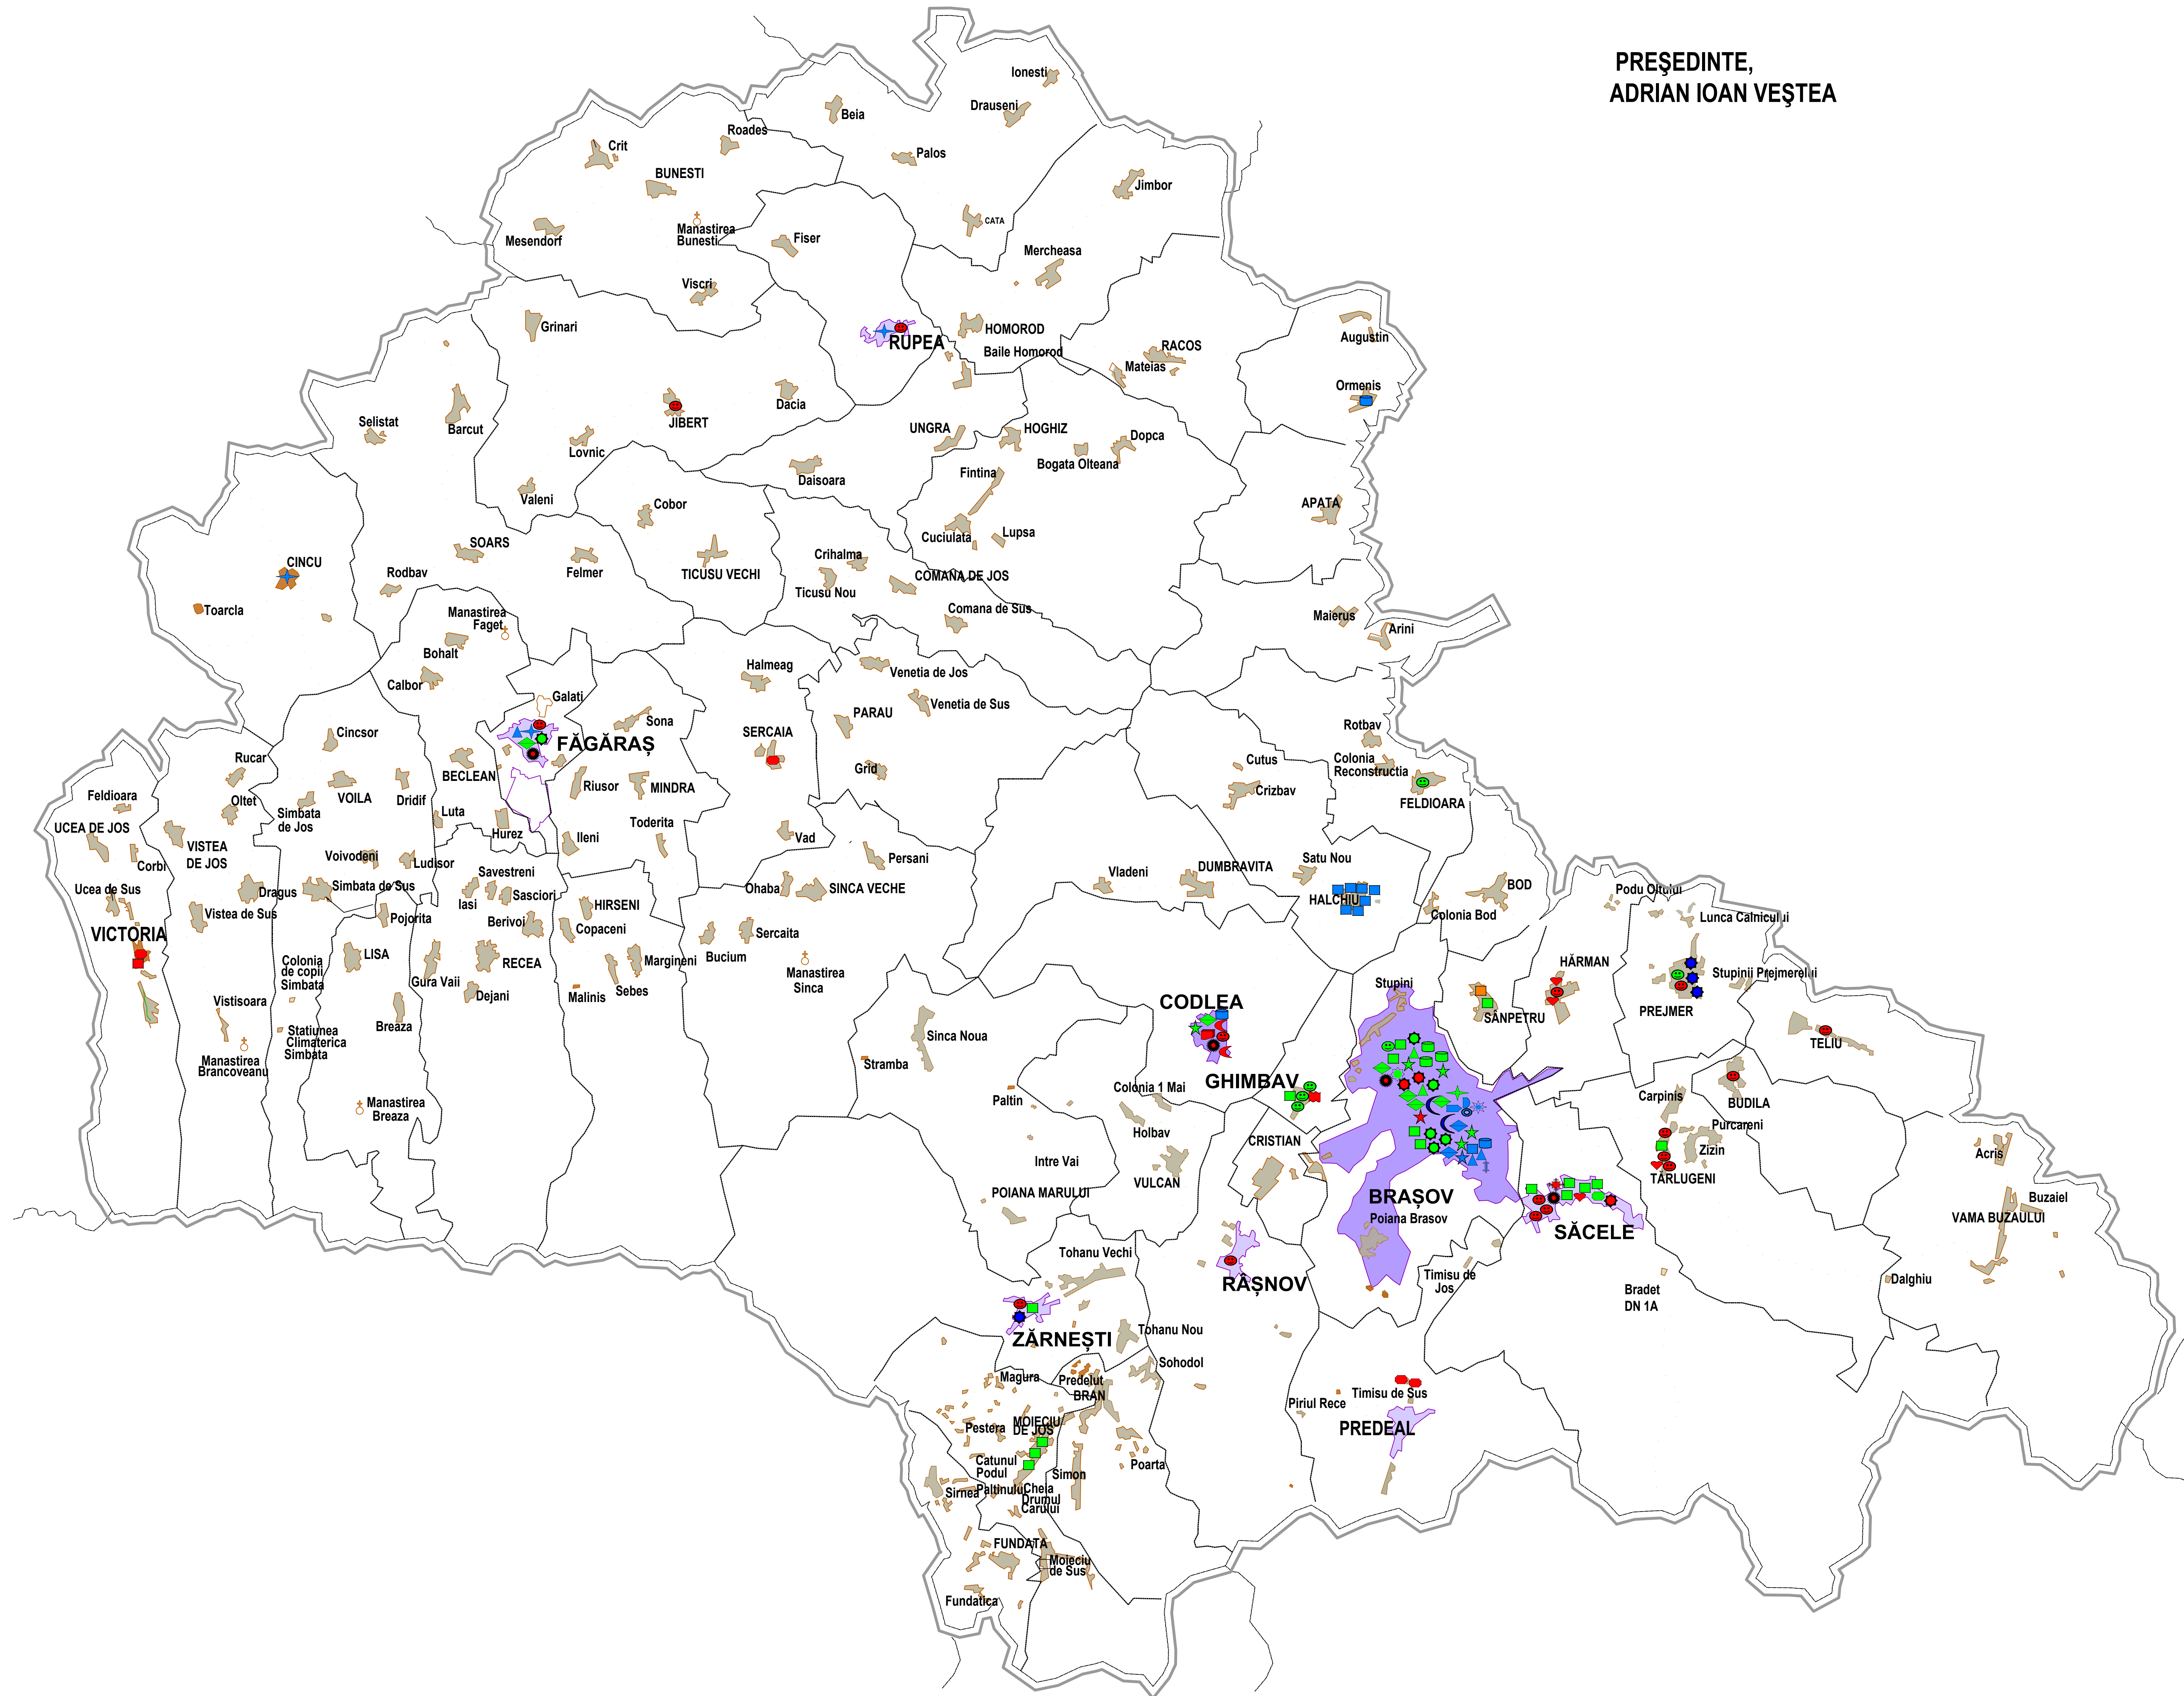 PREŞEDINTE,
ADRIAN IOAN VEŞTEA
Ionesti
Drauseni
Beia
Roades
Crit
Palos
BUNESTI
Jimbor
CATA
Manastirea
Bunesti
Mesendorf
Fiser
Mercheasa
Viscri
Grinari
HOMOROD
RUPEA
Baile Homorod
RACOS
Augustin
Mateias
Ormenis
Dacia
JIBERT
Selistat
Barcut
UNGRA
HOGHIZ
Dopca
Lovnic
Bogata Olteana
Daisoara
Fintina
Valeni
Cobor
APATA
Cuciulata
Lupsa
SOARS
Crihalma
CINCU
Rodbav
Felmer
TICUSU VECHI
COMANA DE JOS
Ticusu Nou
Toarcla
Manastirea
Faget
Comana de Sus
Maierus
Arini
Bohalt
Halmeag
Venetia de Jos
Calbor
Galati
Venetia de Sus
PARAU
Sona
Cincsor
SERCAIA
Rotbav
FĂGĂRAȘ
Rucar
Cutus
Colonia
Reconstructia
Grid
BECLEAN
Riusor
MINDRA
Crizbav
FELDIOARA
Feldioara
Oltet
VOILA
Dridif
Simbata
de Jos
Luta
Toderita
UCEA DE JOS
Hurez
Ileni
Vad
VISTEA
DE JOS
Corbi
Voivodeni
Ludisor
Persani
Satu Nou
DUMBRAVITA
Vladeni
Savestreni
Ucea de Sus
Dragus
Simbata de Sus
Sasciori
Ohaba
SINCA VECHE
BOD
Podu Oltului
Iasi
HIRSENI
HALCHIU
Vistea de Sus
Pojorita
Berivoi
Copaceni
Colonia Bod
Lunca Calnicului
VICTORIA
Sercaita
LISA
RECEA
Margineni
Bucium
Colonia
de copii
Simbata
Gura Vaii
Manastirea
Sinca
HĂRMAN
Stupinii Prejmerelui
Dejani
Malinis
Sebes
Stupini
CODLEA
Vistisoara
SÂNPETRU
PREJMER
Breaza
Statiunea
Climaterica
Simbata
Sinca Noua
TELIU
Manastirea
Brancoveanu
Stramba
GHIMBAV
Colonia 1 Mai
Carpinis
BUDILA
Paltin
Manastirea
Breaza
Purcareni
Holbav
CRISTIAN
Zizin
Acris
Intre Vai
VULCAN
TĂRLUGENI
POIANA MARULUI
BRAȘOV
Buzaiel
Poiana Brasov
VAMA BUZAULUI
SĂCELE
Tohanu Vechi
RÂȘNOV
Timisu de
Jos
Dalghiu
Bradet
DN 1A
ZĂRNEȘTI
Tohanu Nou
Sohodol
Magura
Predelut
BRAN
Timisu de Sus
Piriul Rece
Pestera
MOIECIU
DE JOS
PREDEAL
Catunul
Podul
Simon
Poarta
Sirnea
Paltinului
Cheia
Drumul
Carului
FUNDATA
Moieciu
de Sus
Fundatica